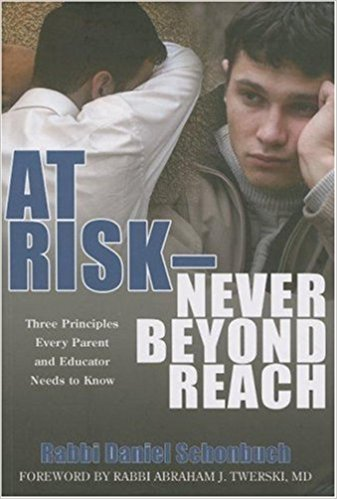 AT
RISK–
NEVER
BEYOND
REACH
Three Principles
Every Parent
and Educator
Needs to Know
Rabbi Daniel Schonbuch
FOREWORD BY RABBI ABRAHAM J. TWERSKI, MD